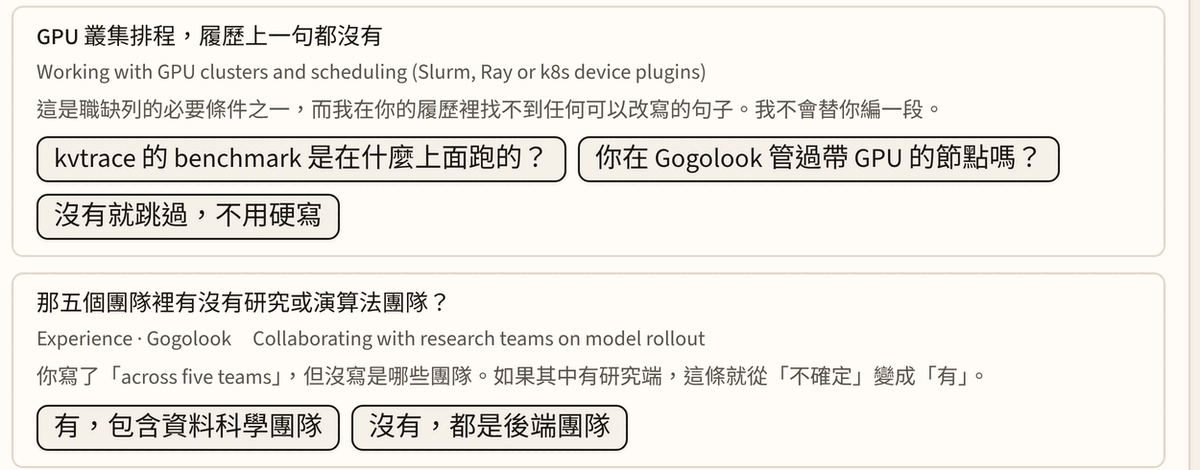 GPU 叢集排程，履歷上一句都沒有
Working with GPU clusters and scheduling (Slurm, Ray or k8s device plugins)
這是職缺列的必要條件之一，而我在你的履歷裡找不到任何可以改寫的句子。我不會替你編一段。
kvtrace 的 benchmark 是在什麼上面跑的？ 你在 Gogolook 管過帶 GPU 的節點嗎？
沒有就跳過，不用硬寫
那五個團隊裡有沒有研究或演算法團隊？
Experience · Gogolook Collaborating with research teams on model rollout
你寫了「across five teams」，但沒寫是哪些團隊。如果其中有研究端，這條就從「不確定」變成「有」。
有，包含資料科學團隊 沒有，都是後端團隊